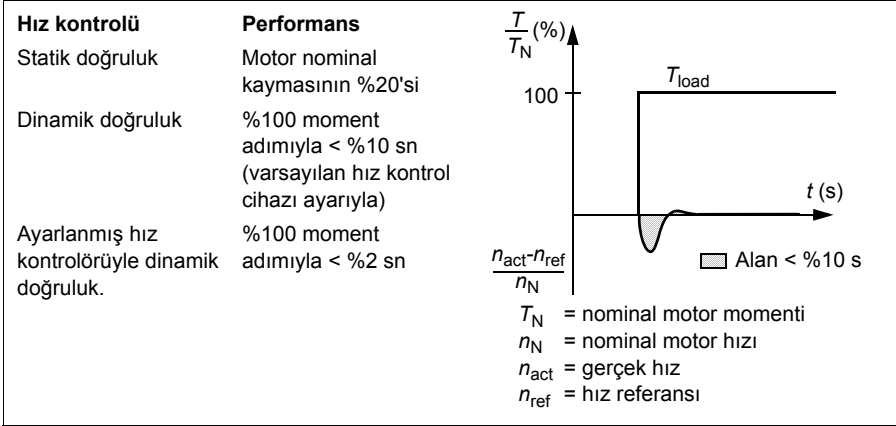 Hız kontrolü
Performans
Statik doğruluk
Motor nominal
kaymasının %20'si
Dinamik doğruluk
%100 moment
adımıyla < %10 sn
(varsayılan hız kontrol
cihazı ayarıyla)
Ayarlanmış hız
kontrolörüyle dinamik
doğruluk.
%100 moment
adımıyla < %2 sn
T
TN
(%)
100
Tload
t (s)
nact-nref
nN
Alan < %10 s
TN = nominal motor momenti
nN = nominal motor hızı
nact = gerçek hız
nref = hız referansı